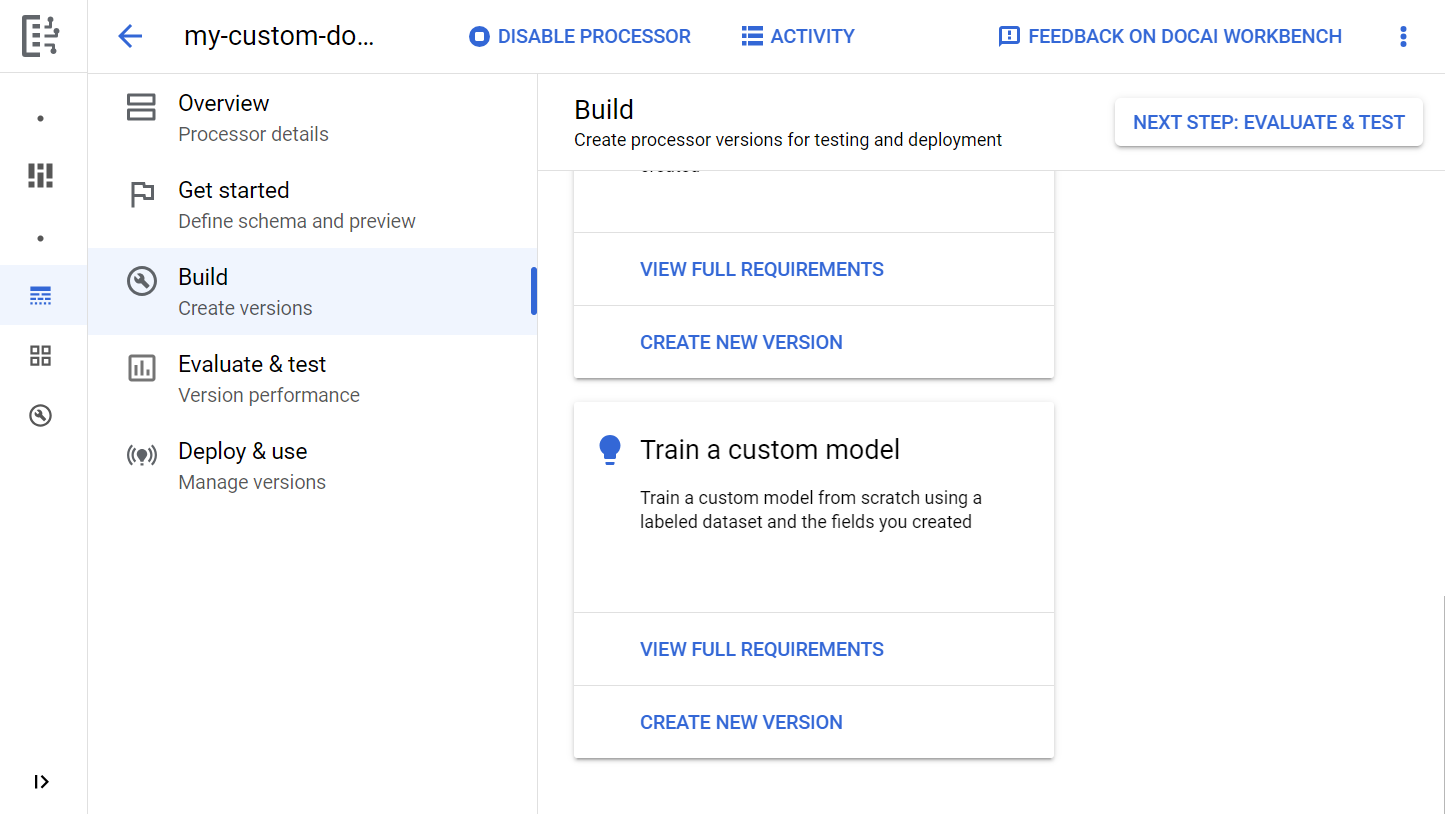 my-custom-do...
DISABLE PROCESSOR
ACTIVITY
FEEDBACK ON DOCAI WORKBENCH
Overview
Processor details
Get started
Define schema and preview
Build
Create versions
Evaluate & test
Version performance
Deploy & use
Manage versions
Build
Create processor versions for testing and deployment
NEXT STEP: EVALUATE & TEST
created
VIEW FULL REQUIREMENTS
CREATE NEW VERSION
Train a custom model
Train a custom model from scratch using a
labeled dataset and the fields you created
VIEW FULL REQUIREMENTS
CREATE NEW VERSION